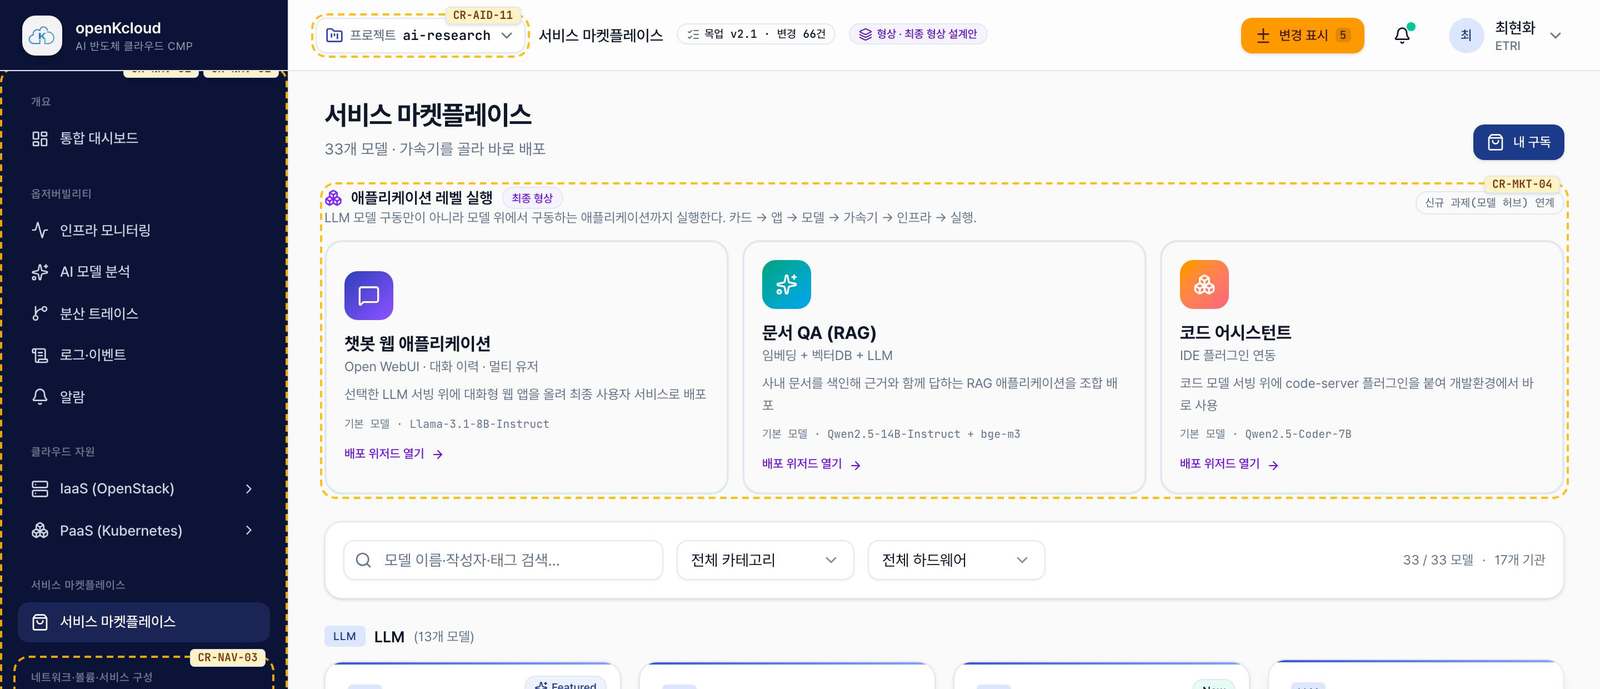 openKcloud
AI 반도체 클라우드 CMP
개요
통합 대시보드
옵저버빌리티
인프라 모니터링
AI 모델 분석
분산 트레이스
로그·이벤트
알람
클라우드 자원
IaaS (OpenStack)
PaaS (Kubernetes)
서비스 마켓플레이스
서비스 마켓플레이스
CR-NAV-03
네트워크·볼륨·서비스 구성
CR-AID-11
프로젝트 ai-research
서비스 마켓플레이스
목업 v2.1 · 변경 66건
형상 · 최종 형상 설계안
변경 표시 5
최
최현화
ETRI
서비스 마켓플레이스
33개 모델 · 가속기를 골라 바로 배포
내 구독
CR-MKT-04
애플리케이션 레벨 실행
최종 형상
신규 과제(모델 허브) 연계
LLM 모델 구동만이 아니라 모델 위에서 구동하는 애플리케이션까지 실행한다. 카드 → 앱 → 모델 → 가속기 → 인프라 → 실행.
챗봇 웹 애플리케이션
Open WebUI · 대화 이력 · 멀티 유저
선택한 LLM 서빙 위에 대화형 웹 앱을 올려 최종 사용자 서비스로 배포
기본 모델 · Llama-3.1-8B-Instruct
배포 위저드 열기 →
문서 QA (RAG)
임베딩 + 벡터DB + LLM
사내 문서를 색인해 근거와 함께 답하는 RAG 애플리케이션을 조합 배
포
기본 모델 · Qwen2.5-14B-Instruct + bge-m3
배포 위저드 열기 →
코드 어시스턴트
IDE 플러그인 연동
코드 모델 서빙 위에 code-server 플러그인을 붙여 개발환경에서 바
로 사용
기본 모델 · Qwen2.5-Coder-7B
배포 위저드 열기 →
모델 이름·작성자·태그 검색...
전체 카테고리
전체 하드웨어
33 / 33 모델 · 17개 기관
LLM
LLM (13개 모델)
Featured